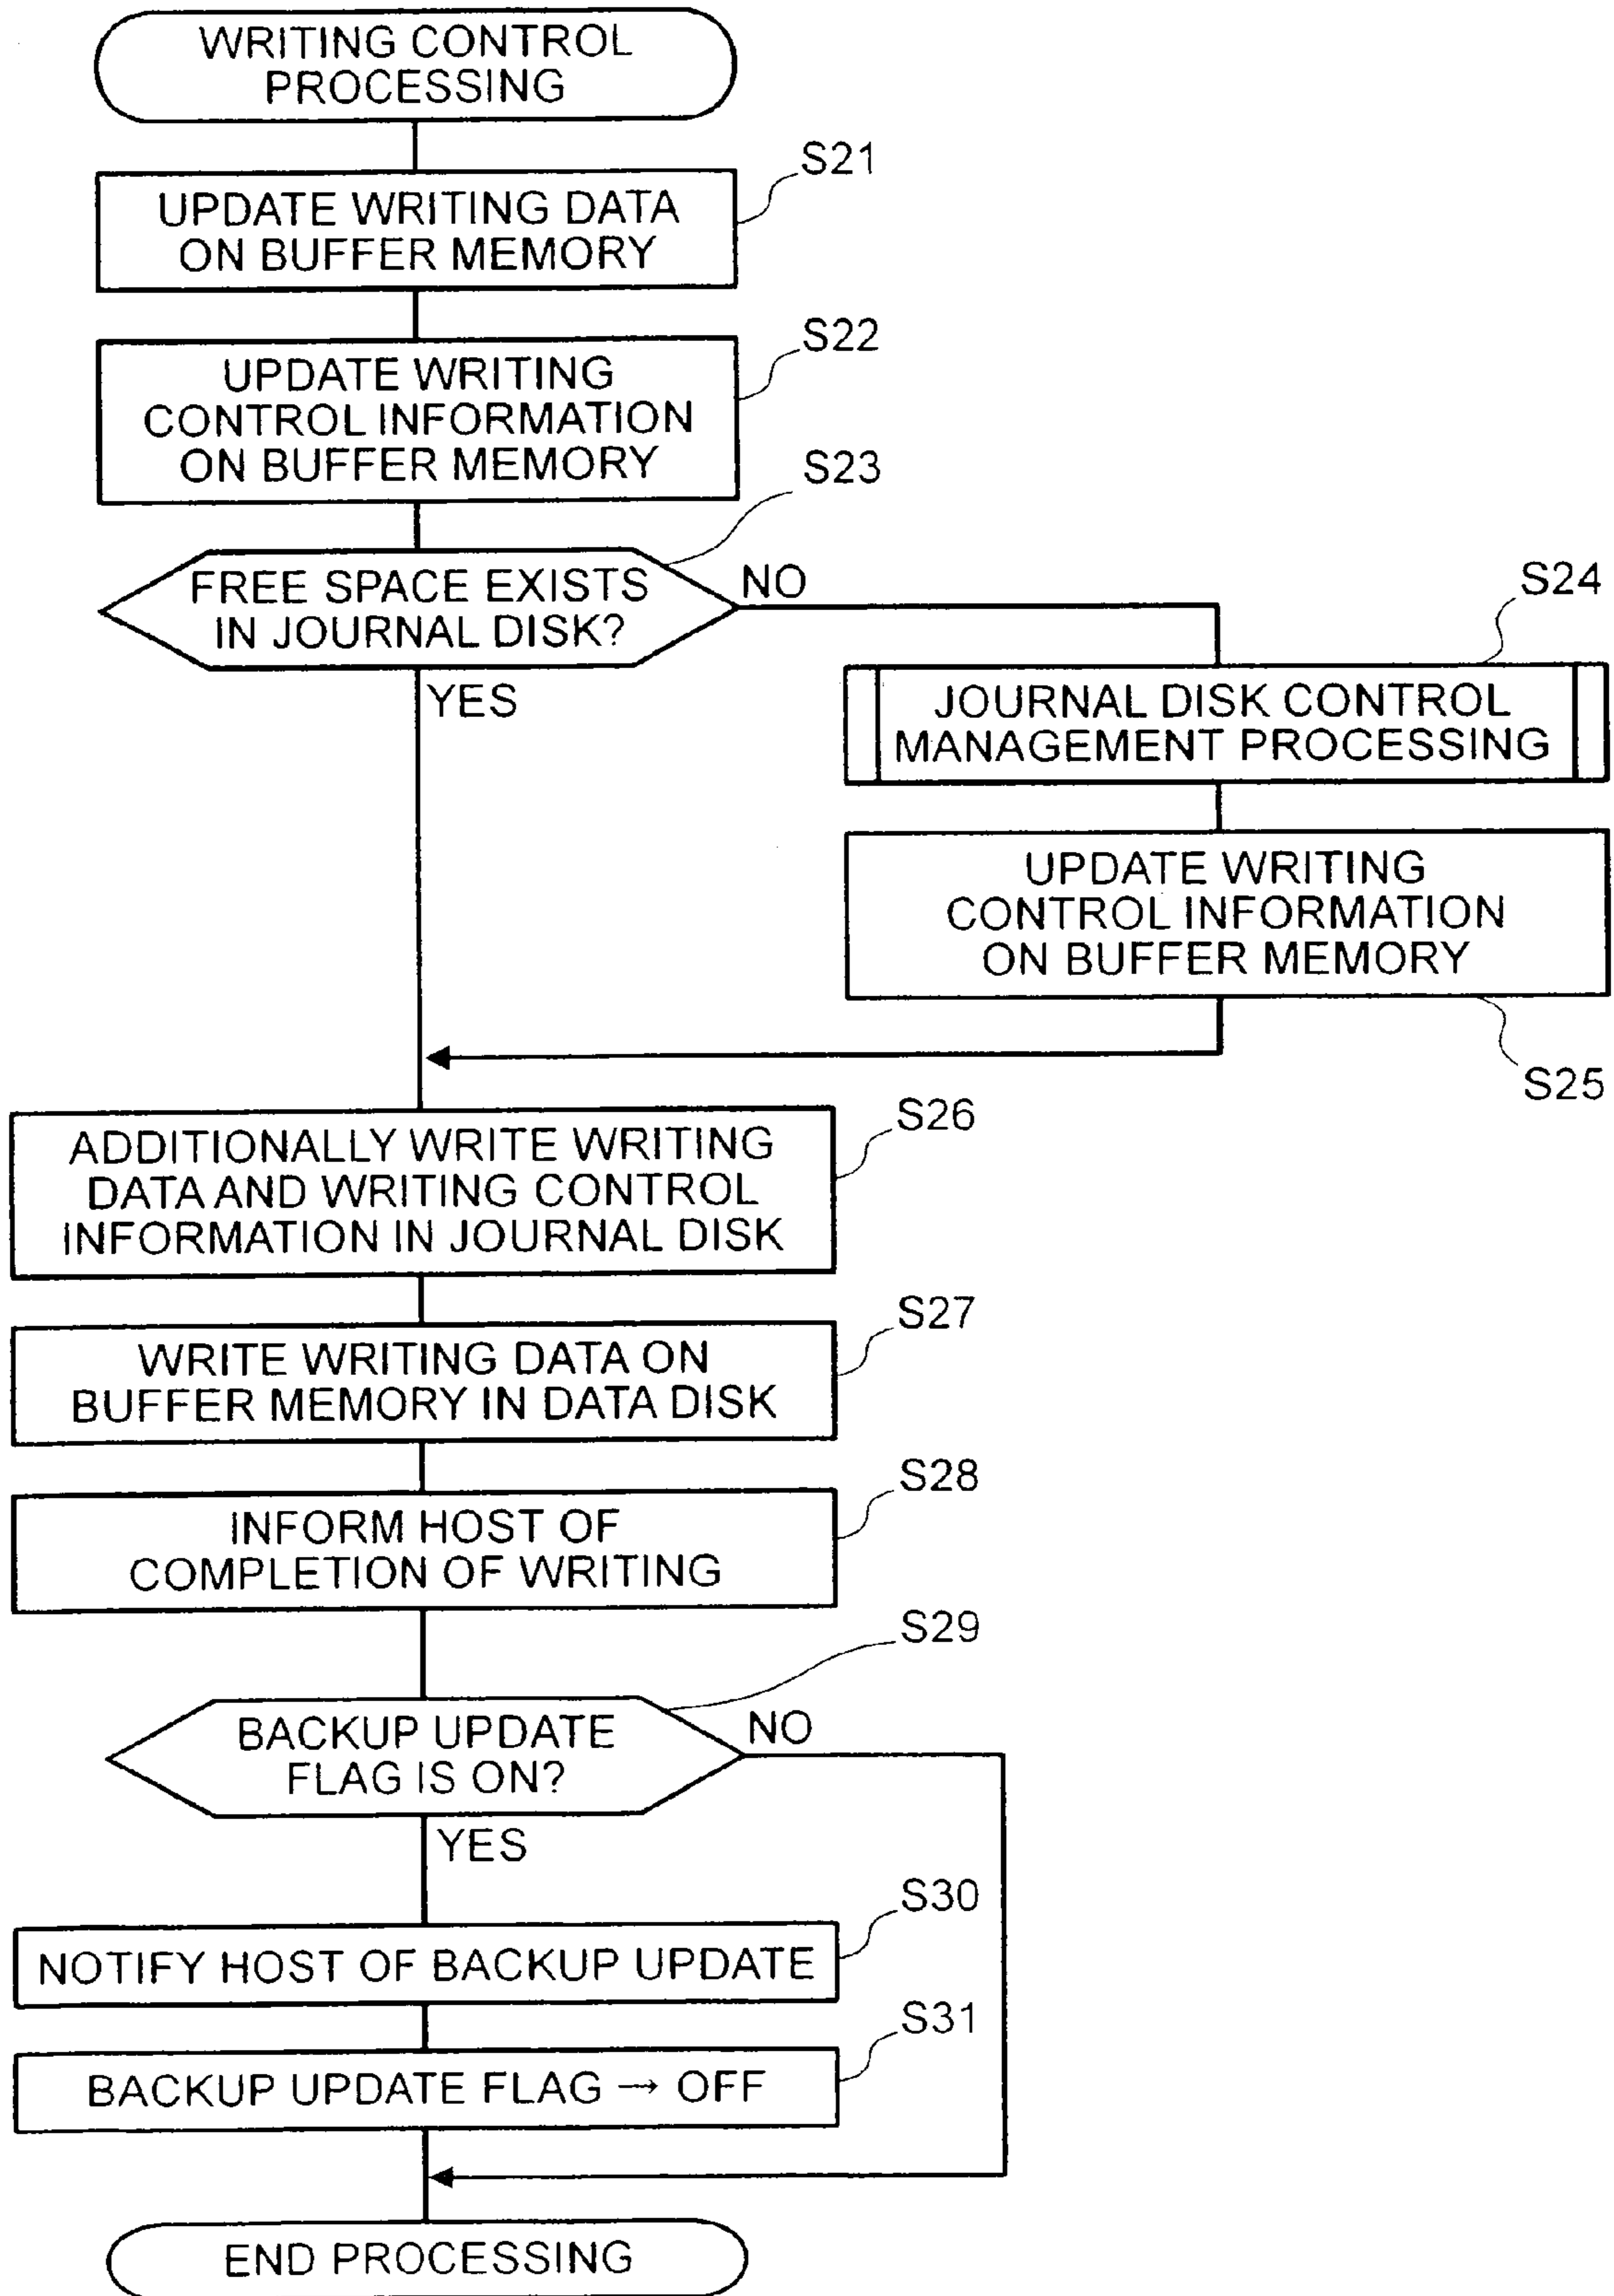 WRITING CONTROL
PROCESSING
S21
UPDATE WRITING DATA
ON BUFFER MEMORY
S22
UPDATE WRITING
CONTROL INFORMATION
ON BUFFER MEMORY
S23
FREE SPACE EXISTS
IN JOURNAL DISK?
NO
YES
S24
JOURNAL DISK CONTROL
MANAGEMENT PROCESSING
UPDATE WRITING
CONTROL INFORMATION
ON BUFFER MEMORY
S25
S26
ADDITIONALLY WRITE WRITING
DATA AND WRITING CONTROL
INFORMATION IN JOURNAL DISK
S27
WRITE WRITING DATA ON
BUFFER MEMORY IN DATA DISK
S28
INFORM HOST OF
COMPLETION OF WRITING
S29
BACKUP UPDATE
FLAG IS ON?
NO
YES
S30
NOTIFY HOST OF BACKUP UPDATE
S31
BACKUP UPDATE FLAG → OFF
END PROCESSING